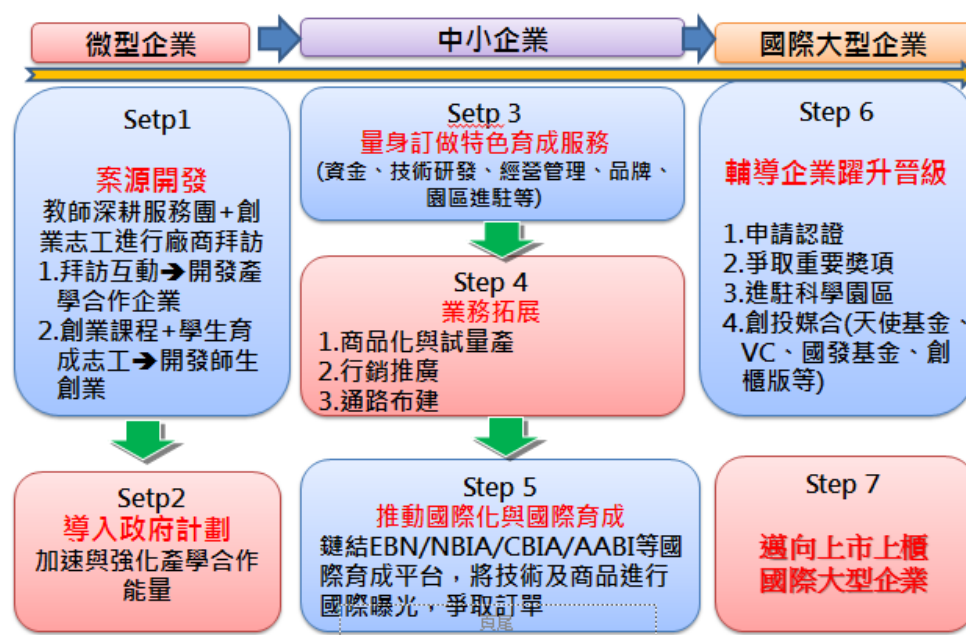 微型企業
中小企業
國際大型企業
Setp1
案源開發
教師深耕服務團+創
業志工進行廠商拜訪
1.拜訪互動➔開發產
學合作企業
2.創業課程+學生育
成志工➔開發師生
創業
Setp2
導入政府計劃
加速與強化產學合作
能量
Setp 3
量身訂做特色育成服務
(資金、技術研發、經營管理、品牌、
園區進駐等)
Step 4
業務拓展
1.商品化與試量產
2.行銷推廣
3.通路布建
Step 5
推動國際化與國際育成
鏈結EBN/NBIA/CBIA/AABI等國
際育成平台，將技術及商品進行
國際曝光，爭取訂單
頁尾
Step 6
輔導企業躍升晉級
1.申請認證
2.爭取重要獎項
3.進駐科學園區
4.創投媒合(天使基金、
VC、國發基金、創
櫃版等)
Step 7
邁向上市上櫃
國際大型企業